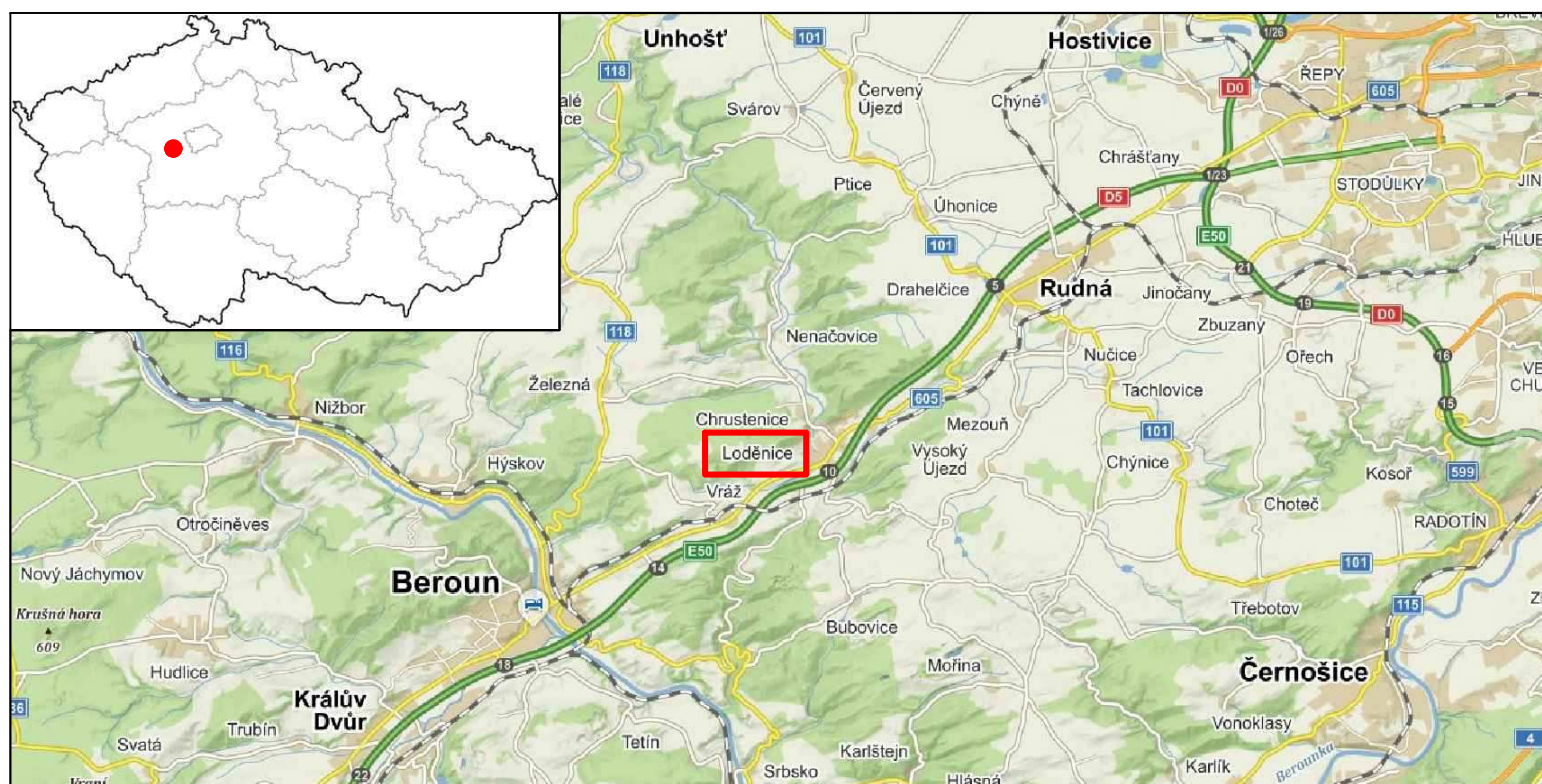 Unhošť
101
Hostivice
1/26
118
ŘEPY
Svárov
Červený
Újezd
Chýně
D0
605
Chrášťany
1/23
Ptice
D5
STODŮLKY
Úhonice
101
E50
Drahelčice
5
Rudná
Jinočany
21
19
D0
Zbuzany
116
118
Nenačovice
Nučice
Ořech
16
Železná
Tachlovice
605
15
Nižbor
Chrustenice
Mezouň
101
Loděnice
10
Vysoký
Újezd
Chýnice
Kosoř
599
Hýskov
Vráž
Choteč
Otročiněves
RADOTÍN
E50
14
101
Nový Jáchymov
Beroun
Třebotov
115
Krušná hora
609
Bubovice
18
Hudlice
Mořina
Černošice
Králův
Dvůr
Trubín
Vonoklasy
4
Svatá
Tetín
Karlštejn
22
Srbsko
Karlík
Berounka
Hlásná